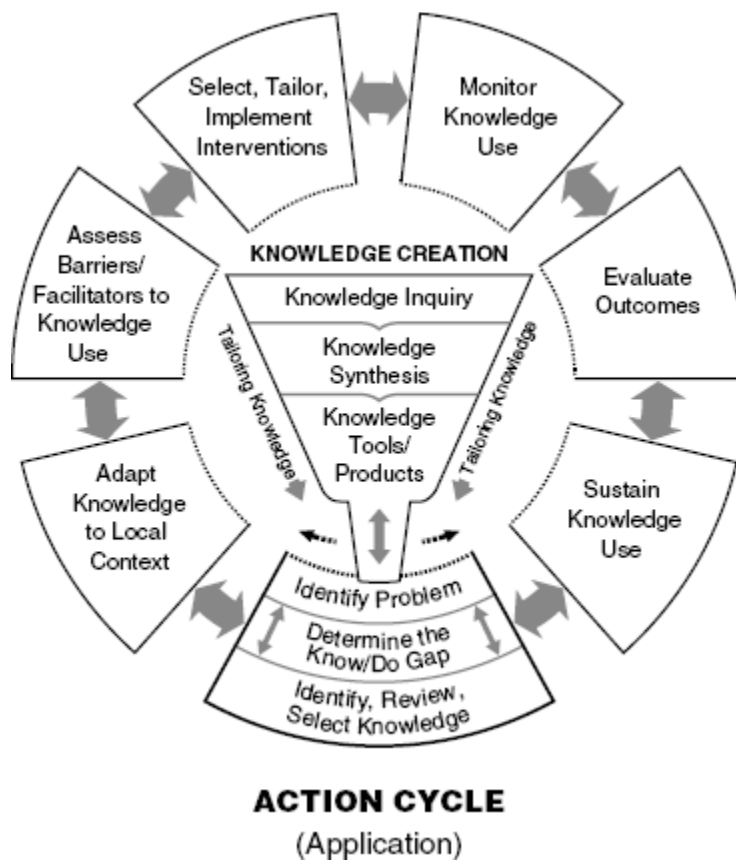 Select, Tailor,
Implement
Interventions
Monitor
Knowledge
Use
Assess
Barriers/
Facilitators to
Knowledge
Use
KNOWLEDGE CREATION
Knowledge Inquiry
Knowledge
Synthesis
Knowledge
Tools/
Products
Tailoring Knowledge
Tailoring Knowledge
Evaluate
Outcomes
Adapt
Knowledge
to Local
Context
Sustain
Knowledge
Use
Identify Problem
Determine the
Know/Do Gap
Identify, Review,
Select Knowledge
ACTION CYCLE
(Application)